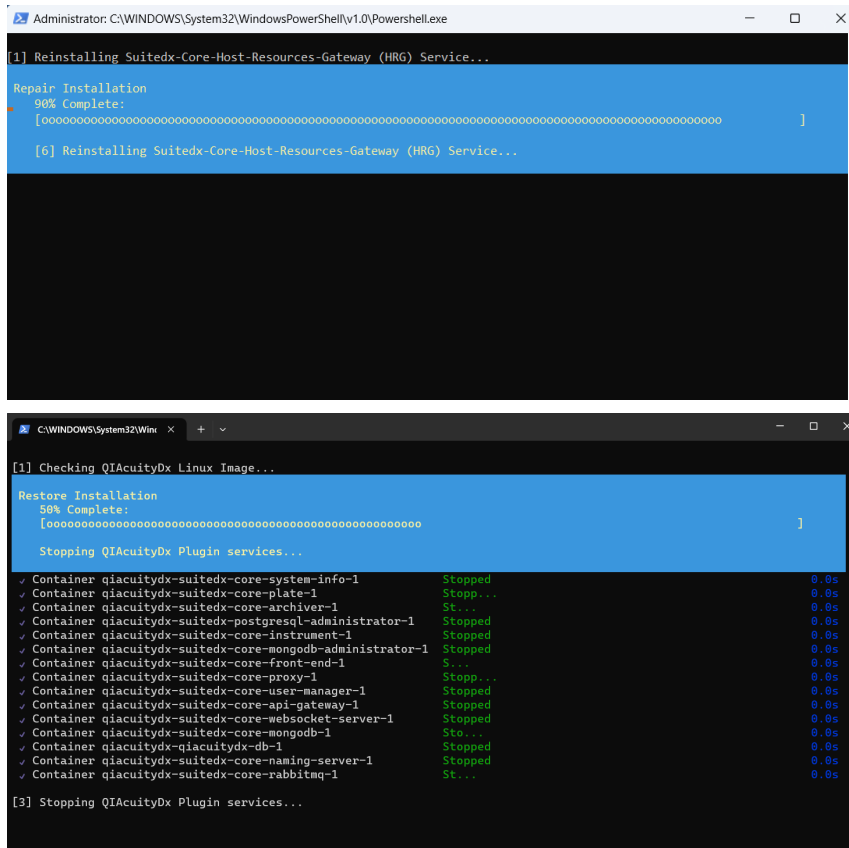 Administrator: C:\WINDOWS\System32\WindowsPowerShell\v1.0\Powershell.exe
[1] Reinstalling Suitedx-Core-Host-Resources-Gateway (HRG) Service...
Repair Installation
90% Complete:
[ooooooooooooooooooooooooooooooooooooooooooooooooooooooooooooooooooooooooooooooooooooooooooooooooo ]
[6] Reinstalling Suitedx-Core-Host-Resources-Gateway (HRG) Service...
C:\WINDOWS\System32\Wind
[1] Checking QIAcuityDx Linux Image...
Restore Installation
50% Complete:
[oooooooooooooooooooooooooooooooooooooooooooooooooooooo ]
Stopping QIAcuityDx Plugin services...
✓ Container qiacuitydx-suitedx-core-system-info-1 Stopped 0.0s
✓ Container qiacuitydx-suitedx-core-plate-1 Stopp... 0.0s
✓ Container qiacuitydx-suitedx-core-archiver-1 St... 0.0s
✓ Container qiacuitydx-suitedx-postgresql-administrator-1 Stopped 0.0s
✓ Container qiacuitydx-suitedx-core-instrument-1 Stopped 0.0s
✓ Container qiacuitydx-suitedx-core-mongodb-administrator-1 Stopped 0.0s
✓ Container qiacuitydx-suitedx-core-front-end-1 S... 0.0s
✓ Container qiacuitydx-suitedx-core-proxy-1 Stopp... 0.0s
✓ Container qiacuitydx-suitedx-core-user-manager-1 Stopped 0.0s
✓ Container qiacuitydx-suitedx-core-api-gateway-1 Stopped 0.0s
✓ Container qiacuitydx-suitedx-core-websocket-server-1 Stopped 0.0s
✓ Container qiacuitydx-suitedx-core-mongodb-1 Sto... 0.0s
✓ Container qiacuitydx-qiacuitydx-db-1 Stopped 0.0s
✓ Container qiacuitydx-suitedx-core-naming-server-1 Stopped 0.0s
✓ Container qiacuitydx-suitedx-core-rabbitmq-1 St... 0.0s
[3] Stopping QIAcuityDx Plugin services...